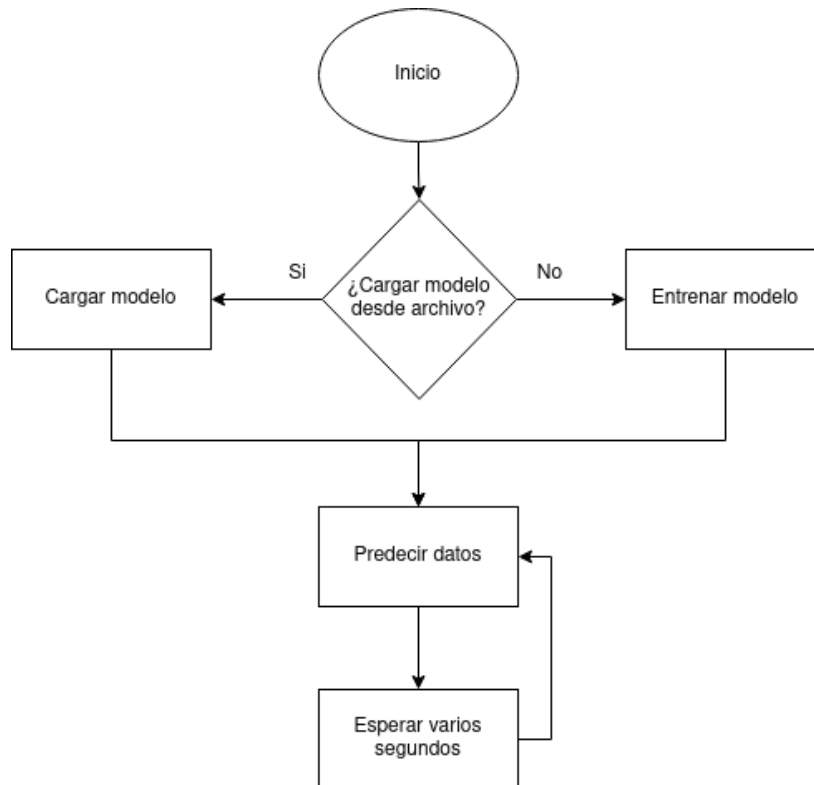 Inicio
¿Cargar modelo
desde archivo?
Si
No
Cargar modelo
Entrenar modelo
Predecir datos
Esperar varios
segundos